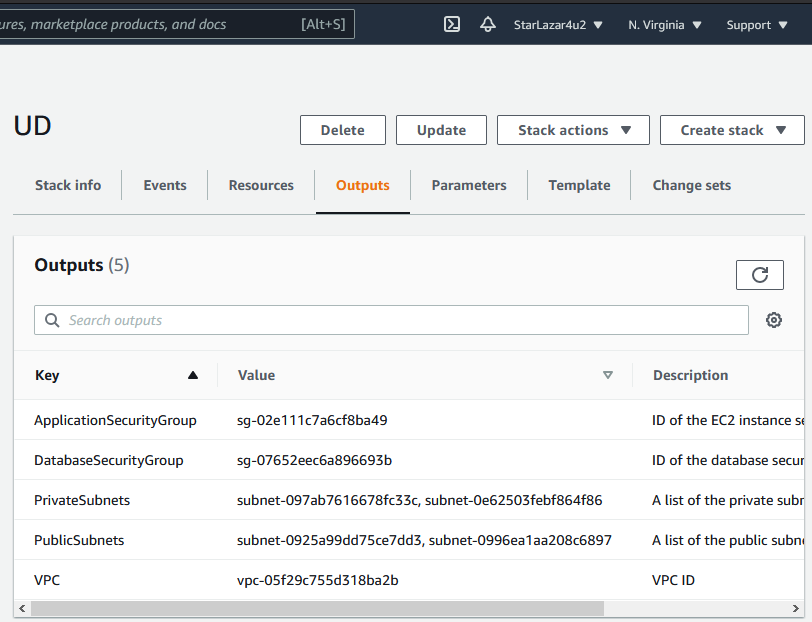 ures, marketplace products, and docs [Alt+S] StarLazar4u2 N. Virginia Support
UD
Delete Update Stack actions Create stack
Stack info Events Resources Outputs Parameters Template Change sets
Outputs (5)
Search outputs
Key Value Description
ApplicationSecurityGroup sg-02e111c7a6cf8ba49 ID of the EC2 instance se
DatabaseSecurityGroup sg-07652eec6a896693b ID of the database secur
PrivateSubnets subnet-097ab7616678fc33c, subnet-0e62503febf864f86 A list of the private subn
PublicSubnets subnet-0925a99dd75ce7dd3, subnet-0996ea1aa208c6897 A list of the public subne
VPC vpc-05f29c755d318ba2b VPC ID